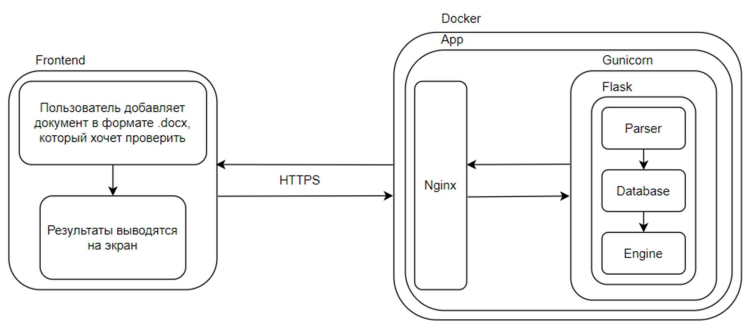 Docker
App
Frontend
Gunicorn
Flask
Пользователь добавляет
документ в формате .docx,
который хочет проверить
Parser
HTTPS
Nginx
Database
Результаты выводятся
на экран
Engine